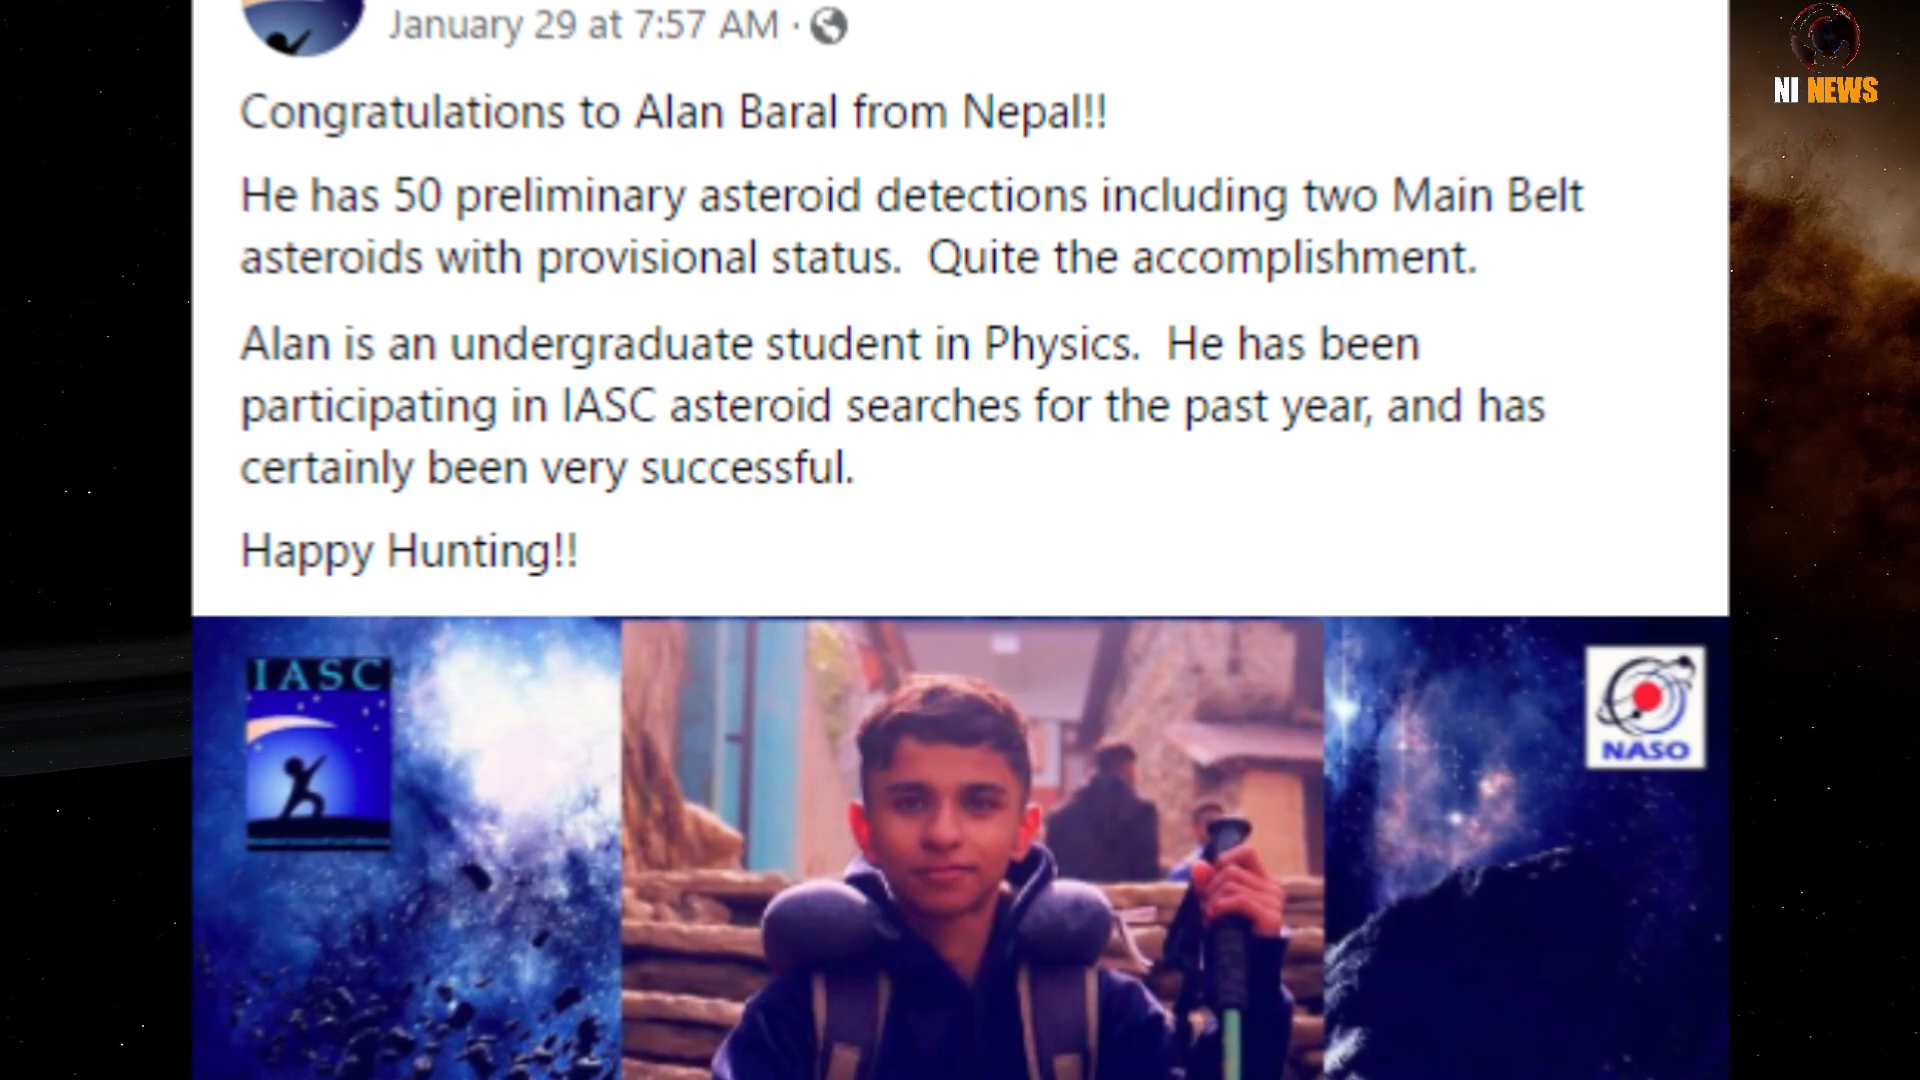 January 29 at 7:57 AM ·
NI NEWS
Congratulations to Alan Baral from Nepal!!
He has 50 preliminary asteroid detections including two Main Belt
asteroids with provisional status.  Quite the accomplishment.
Alan is an undergraduate student in Physics.  He has been
participating in IASC asteroid searches for the past year, and has
certainly been very successful.
Happy Hunting!!
IASC
NASO